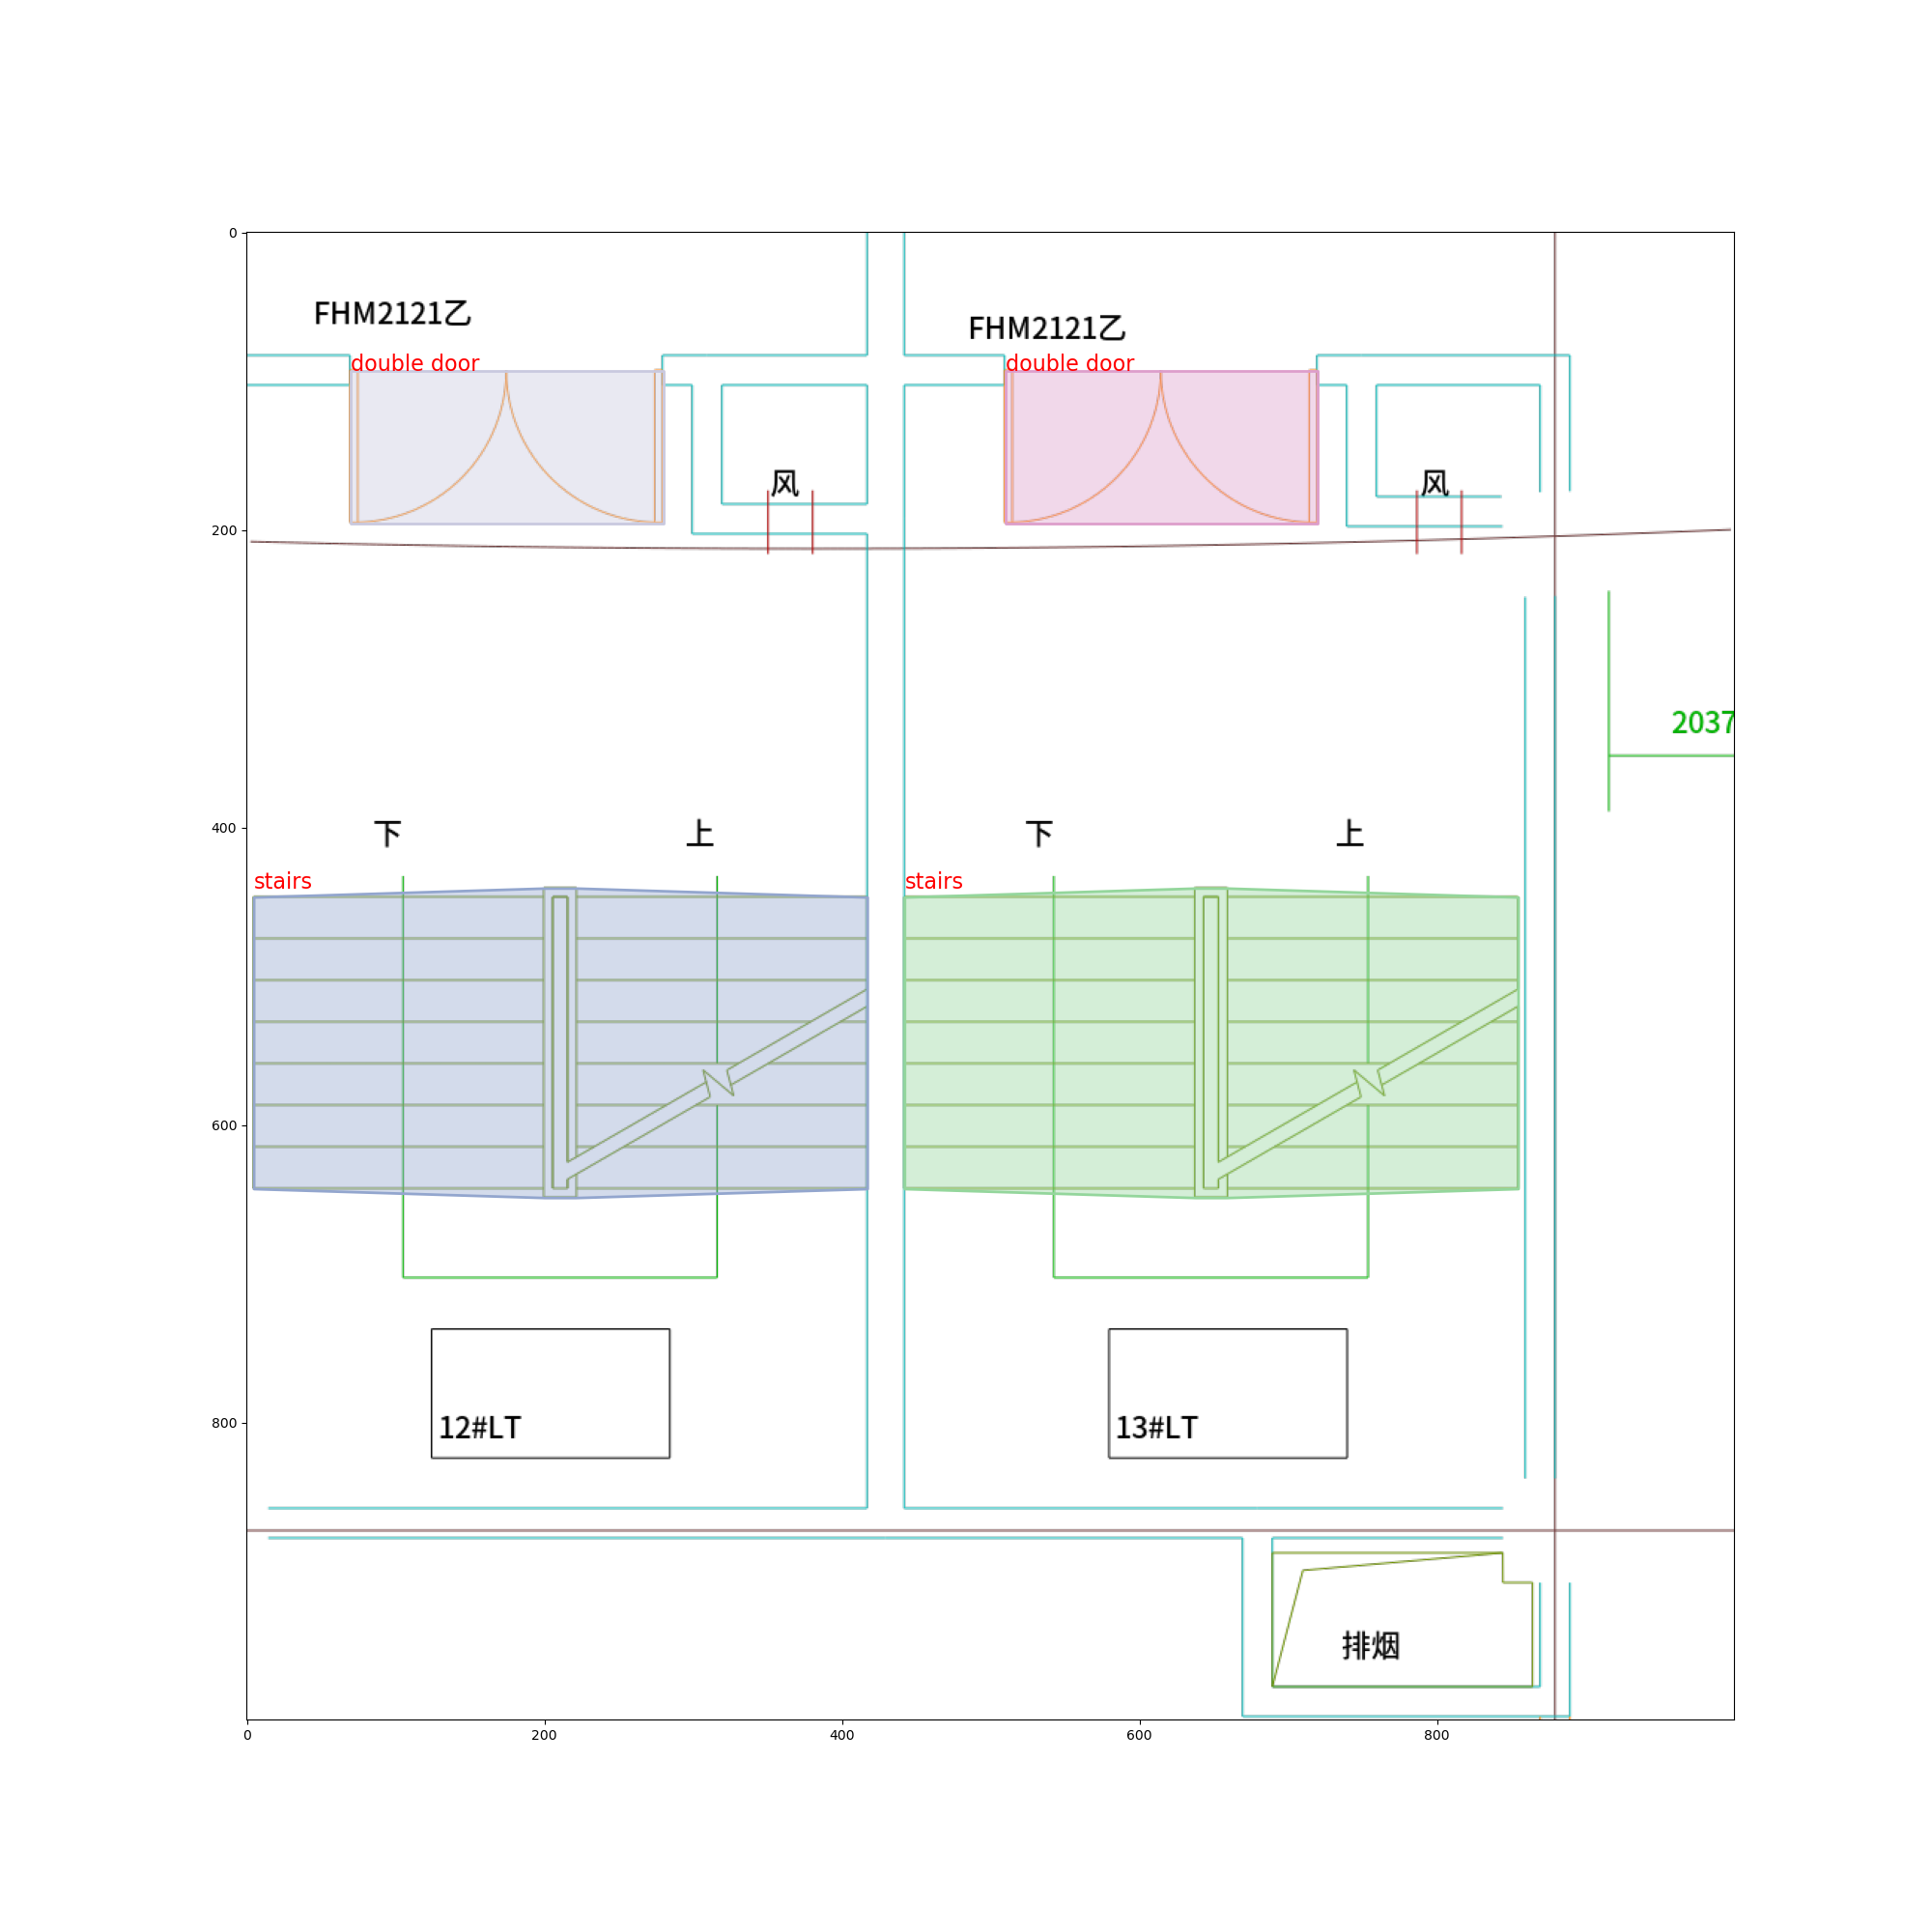 0
FHM2121乙
FHM2121乙
double door
double door
风
风
200
2037
下
上
下
上
400
stairs
stairs
600
12#LT
13#LT
800
排烟
0
200
400
600
800